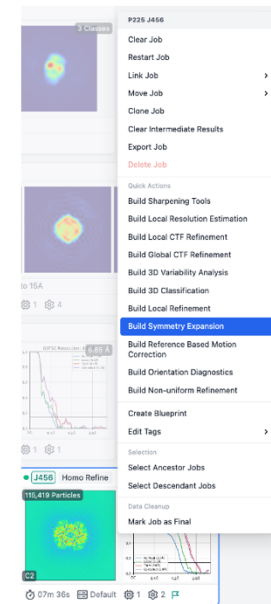 3 Classes
P225 J456
Clear Job
Restart Job
Link Job
Move Job
Clone Job
Clear Intermediate Results
Export Job
Delete Job
Quick Actions
Build Sharpening Tools
Build Local Resolution Estimation
Build Local CTF Refinement
Build Global CTF Refinement
Build 3D Variability Analysis
Build 3D Classification
Build Local Refinement
Build Symmetry Expansion
Build Reference Based Motion
Correction
Build Orientation Diagnostics
Build Non-uniform Refinement
Create Blueprint
Edit Tags
Selection
Select Ancestor Jobs
Select Descendant Jobs
Data Cleanup
Mark Job as Final
to 15A
1 4
1 1
J456 Homo Refine
115,419 Particles
C2
07m 36s Default 1 2